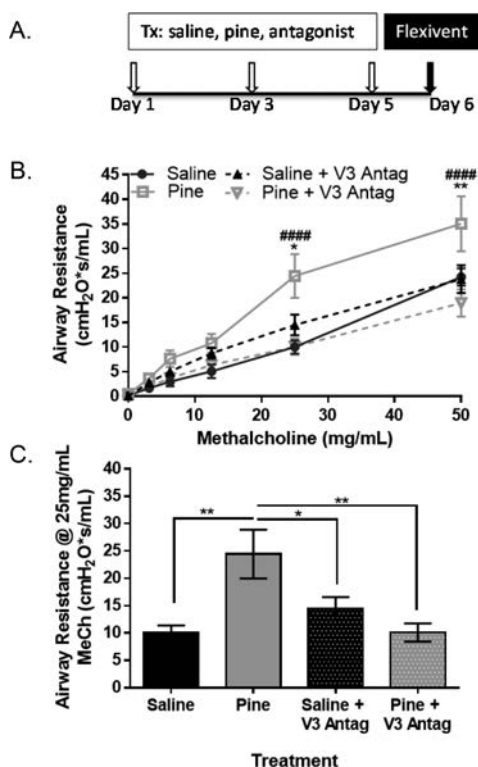 A.
Tx: saline, pine, antagonist
Flexivent
Day 1
Day 3
Day 5
Day 6
B.
Saline
Saline + V3 Antag
Pine
Pine + V3 Antag
####
*
####
**
Airway Resistance
(cmH2O*s/mL)
45
40
35
30
25
20
15
10
5
0
0
10
20
30
40
50
Methalcholine (mg/mL)
C.
Airway Resistance @ 25mg/mL
MeCh (cmH2O*s/mL)
40
35
30
25
20
15
10
5
0
**
*
**
Saline
Pine
Saline +
V3 Antag
Pine +
V3 Antag
Treatment